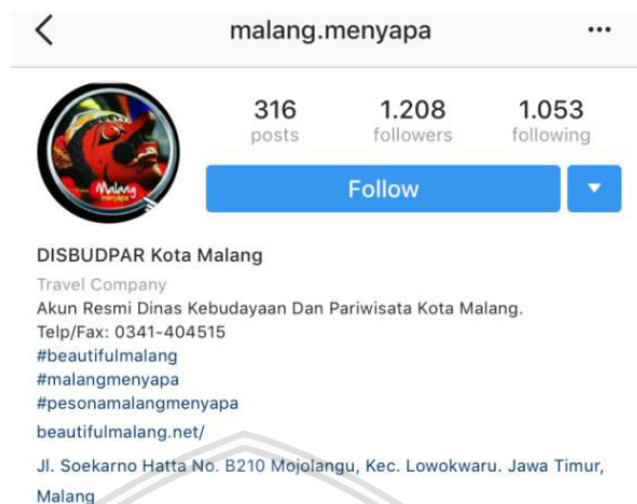 malang.menyapa
316 1.208 1.053
posts followers following
Malang
menyapa
Follow
DISBUDPAR Kota Malang
Travel Company
Akun Resmi Dinas Kebudayaan Dan Pariwisata Kota Malang.
Telp/Fax: 0341-404515
#beautifulmalang
#malangmenyapa
#pesonamalangmenyapa
beautifulmalang.net/
Jl. Soekarno Hatta No. B210 Mojolangu, Kec. Lowokwaru. Jawa Timur,
Malang